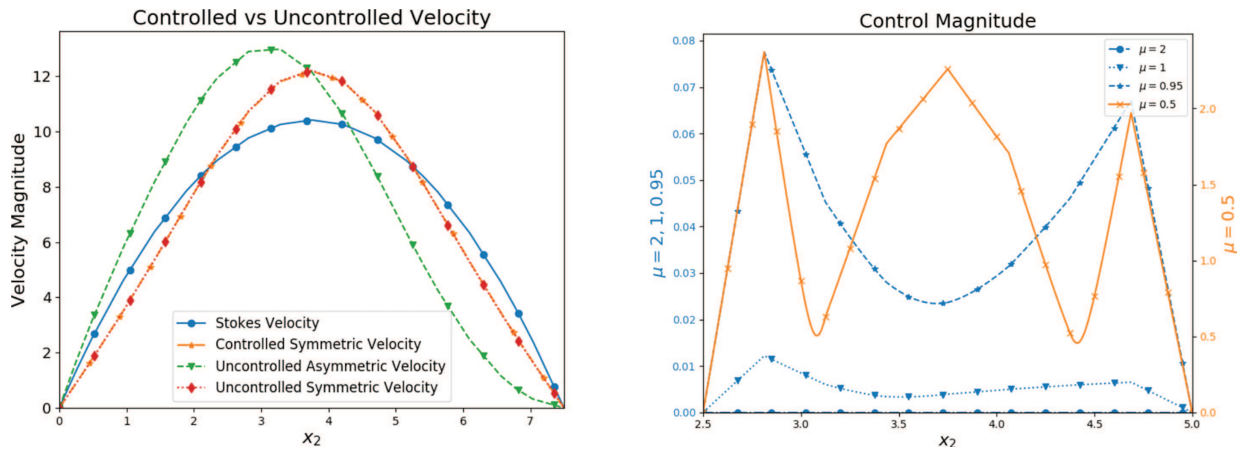 Controlled vs Uncontrolled Velocity
Velocity Magnitude
12
10
8
6
4
2
0
Stokes Velocity
Controlled Symmetric Velocity
Uncontrolled Asymmetric Velocity
Uncontrolled Symmetric Velocity
0 1 2 3 4 5 6 7
x₂
Control Magnitude
μ = 2, 1, 0.95
0.08
0.07
0.06
0.05
0.04
0.03
0.02
0.01
0.00
μ = 2
μ = 1
μ = 0.95
μ = 0.5
2.0
1.5
1.0
0.5
0.0
μ = 0.5
2.5 3.0 3.5 4.0 4.5 5.0
x₂